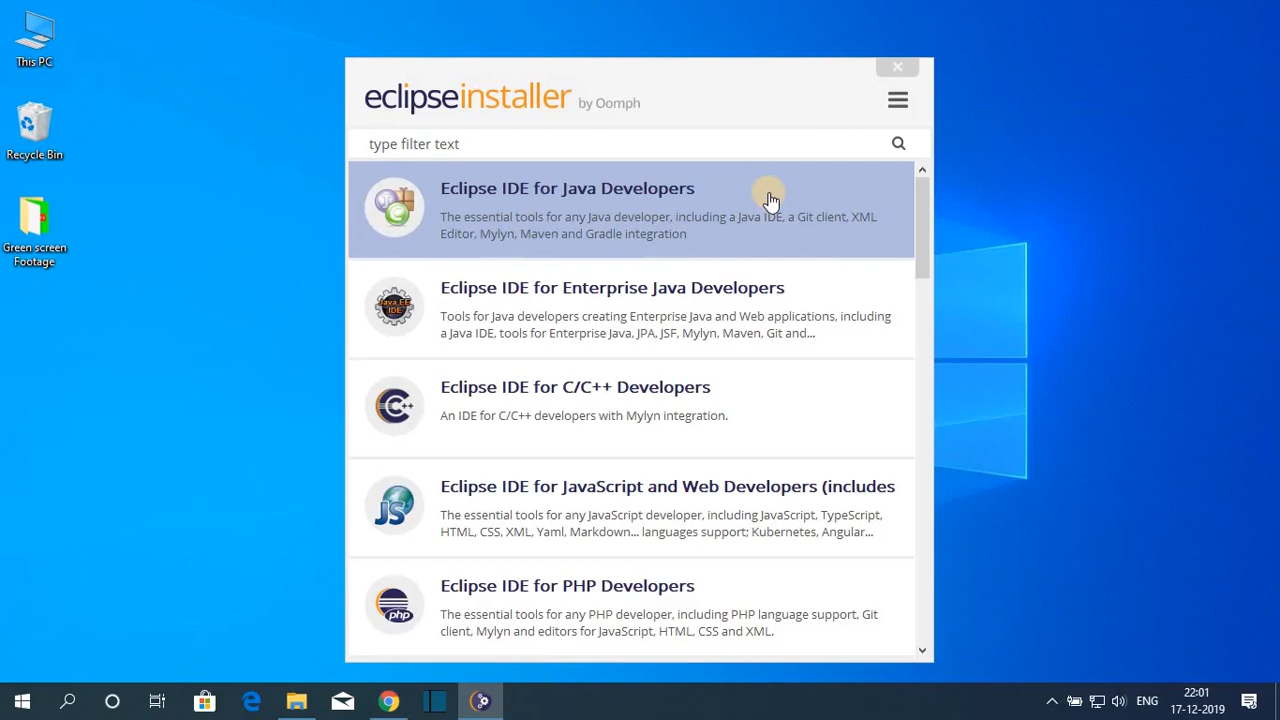 This PC
Recycle Bin
Green screen
Footage
eclipseinstaller by Oomph
type filter text
Eclipse IDE for Java Developers
The essential tools for any Java developer, including a Java IDE, a Git client, XML
Editor, Mylyn, Maven and Gradle integration
Java EE
IDE
Eclipse IDE for Enterprise Java Developers
Tools for Java developers creating Enterprise Java and Web applications, including
a Java IDE, tools for Enterprise Java, JPA, JSF, Mylyn, Maven, Git and...
C++
Eclipse IDE for C/C++ Developers
An IDE for C/C++ developers with Mylyn integration.
JS
Eclipse IDE for JavaScript and Web Developers (includes
The essential tools for any JavaScript developer, including JavaScript, TypeScript,
HTML, CSS, XML, Yaml, Markdown... languages support; Kubernetes, Angular...
php
Eclipse IDE for PHP Developers
The essential tools for any PHP developer, including PHP language support, Git
client, Mylyn and editors for JavaScript, HTML, CSS and XML.
ENG
22:01
17-12-2019